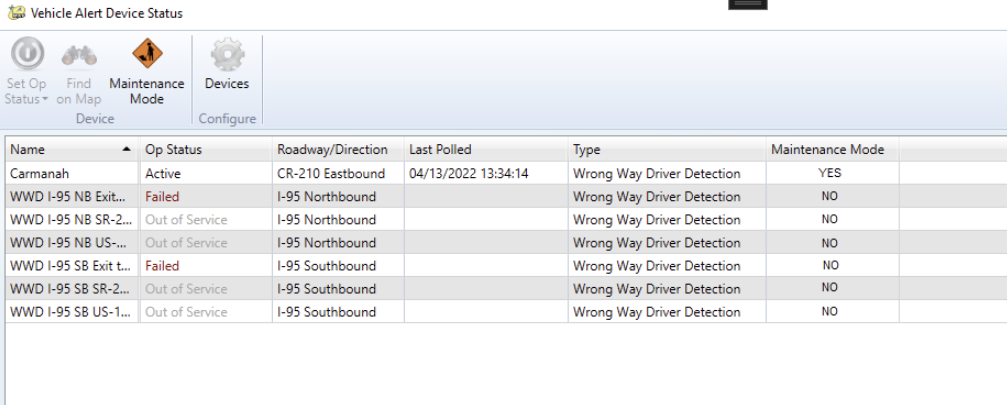 Vehicle Alert Device Status
Set Op Status
Find on Map
Maintenance Mode
Devices
Device
Configure
Name Op Status Roadway/Direction Last Polled Type Maintenance Mode
Carmanah Active CR-210 Eastbound 04/13/2022 13:34:14 Wrong Way Driver Detection YES
WWD I-95 NB Exit... Failed I-95 Northbound Wrong Way Driver Detection NO
WWD I-95 NB SR-2... Out of Service I-95 Northbound Wrong Way Driver Detection NO
WWD I-95 NB US-... Out of Service I-95 Northbound Wrong Way Driver Detection NO
WWD I-95 SB Exit t... Failed I-95 Southbound Wrong Way Driver Detection NO
WWD I-95 SB SR-2... Out of Service I-95 Southbound Wrong Way Driver Detection NO
WWD I-95 SB US-1... Out of Service I-95 Southbound Wrong Way Driver Detection NO